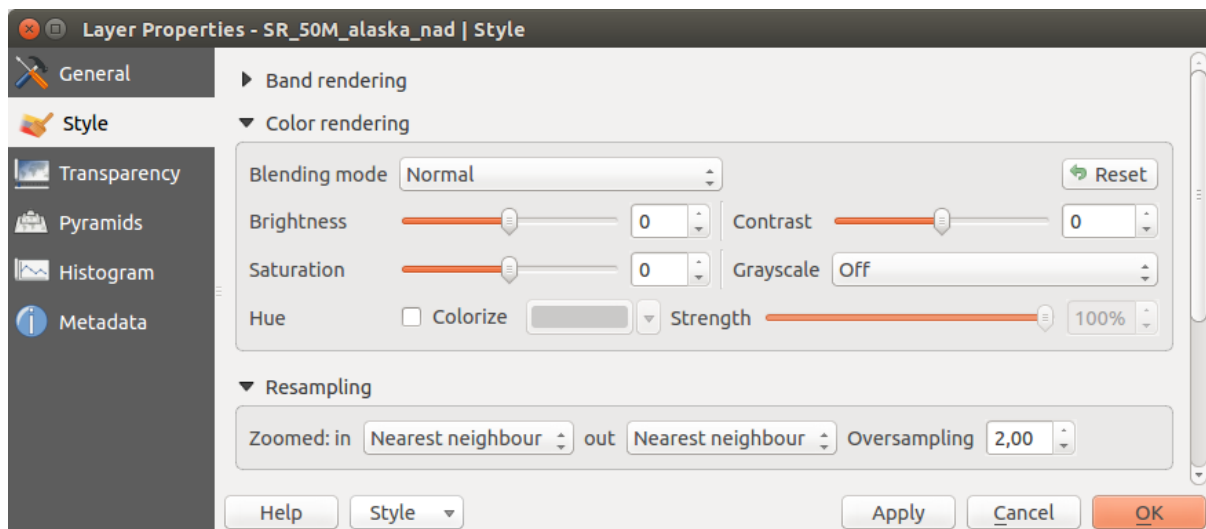 Layer Properties - SR_50M_alaska_nad | Style
General
Style
Transparency
Pyramids
Histogram
Metadata
Band rendering
Color rendering
Blending mode Normal Reset
Brightness 0 Contrast 0
Saturation 0 Grayscale Off
Hue Colorize Strength 100%
Resampling
Zoomed: in Nearest neighbour out Nearest neighbour Oversampling 2,00
Help Style Apply Cancel OK